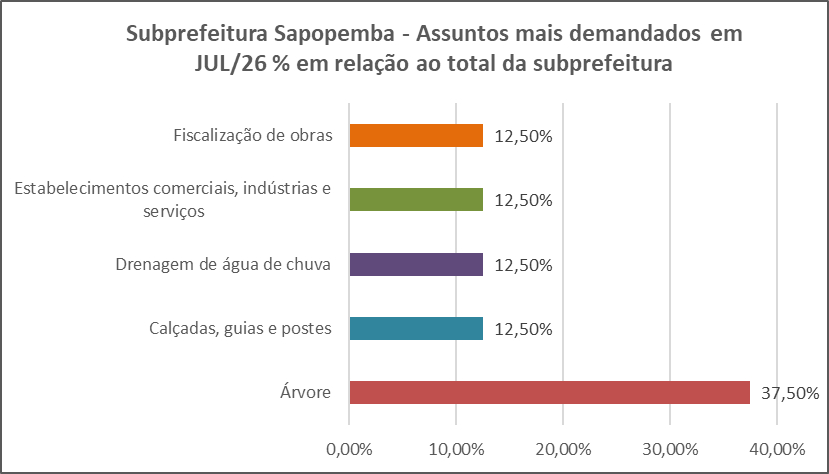 Subprefeitura Sapopemba - Assuntos mais demandados em
JUL/26 % em relação ao total da subprefeitura
Fiscalização de obras
12,50%
Estabelecimentos comerciais, indústrias e
serviços
12,50%
Drenagem de água de chuva
12,50%
Calçadas, guias e postes
12,50%
Árvore
37,50%
0,00% 10,00% 20,00% 30,00% 40,00%